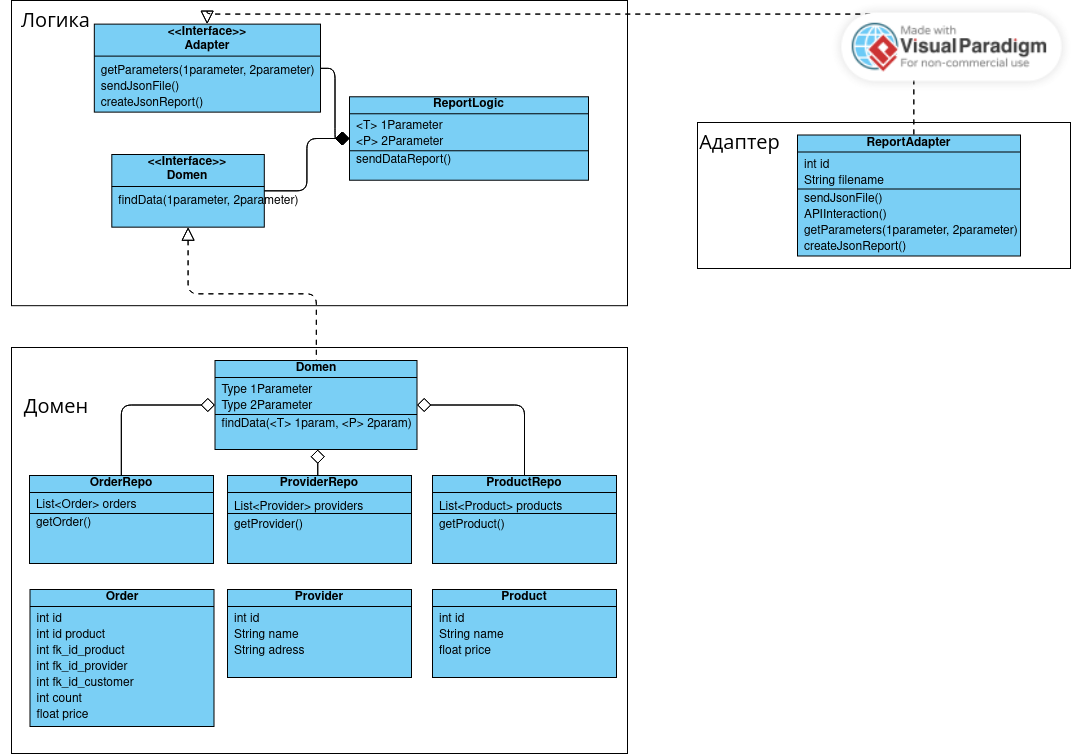 Логика
<<Interface>>
Adapter
getParameters(1parameter, 2parameter)
sendJsonFile()
createJsonReport()
ReportLogic
<T> 1Parameter
<P> 2Parameter
sendDataReport()
<<Interface>>
Domen
findData(1parameter, 2parameter)
Made with
Visual Paradigm
For non-commercial use
Адаптер
ReportAdapter
int id
String filename
sendJsonFile()
APIInteraction()
getParameters(1parameter, 2parameter)
createJsonReport()
Домен
Domen
Type 1Parameter
Type 2Parameter
findData(<T> 1param, <P> 2param)
OrderRepo
List<Order> orders
getOrder()
ProviderRepo
List<Provider> providers
getProvider()
ProductRepo
List<Product> products
getProduct()
Order
int id
int id product
int fk_id_product
int fk_id_provider
int fk_id_customer
int count
float price
Provider
int id
String name
String adress
Product
int id
String name
float price